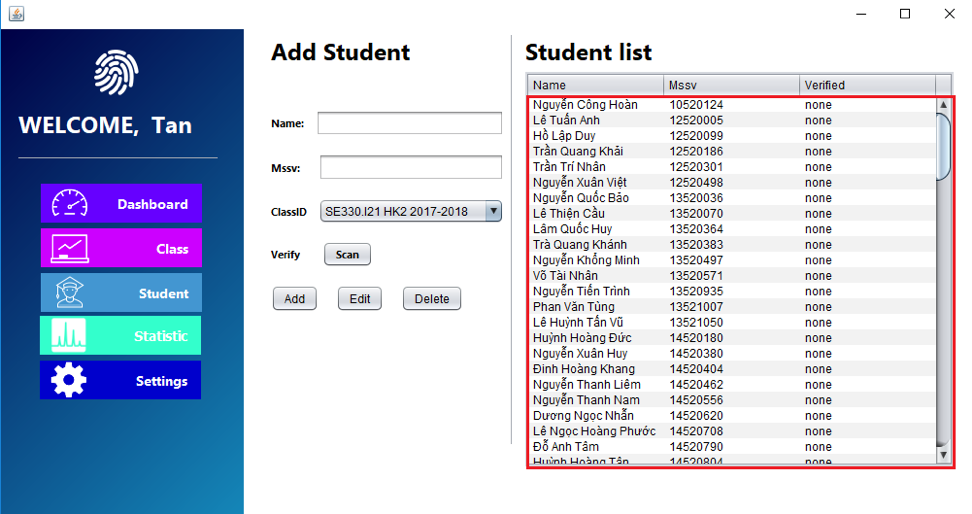 WELCOME, Tan
Dashboard
Class
Student
Statistic
Settings
Add Student
Name:
Mssv:
ClassID SE330.I21 HK2 2017-2018
Verify Scan
Add Edit Delete
Student list
Name Mssv Verified
Nguyễn Công Hoàn 10520124 none
Lê Tuấn Anh 12520005 none
Hồ Lập Duy 12520099 none
Trần Quang Khải 12520186 none
Trần Trí Nhân 12520301 none
Nguyễn Xuân Việt 12520498 none
Nguyễn Quốc Bảo 13520036 none
Lê Thiện Cầu 13520070 none
Lâm Quốc Huy 13520364 none
Trà Quang Khánh 13520383 none
Nguyễn Khổng Minh 13520497 none
Võ Tài Nhân 13520571 none
Nguyễn Tiến Trình 13520935 none
Phan Văn Tùng 13521007 none
Lê Huỳnh Tấn Vũ 13521050 none
Huỳnh Hoàng Đức 14520180 none
Nguyễn Xuân Huy 14520380 none
Đinh Hoàng Khang 14520404 none
Nguyễn Thanh Liêm 14520462 none
Nguyễn Thanh Nam 14520556 none
Dương Ngọc Nhẫn 14520620 none
Lê Ngọc Hoàng Phước 14520708 none
Đỗ Anh Tâm 14520790 none
Huỳnh Hoàng Tân 14520804 none